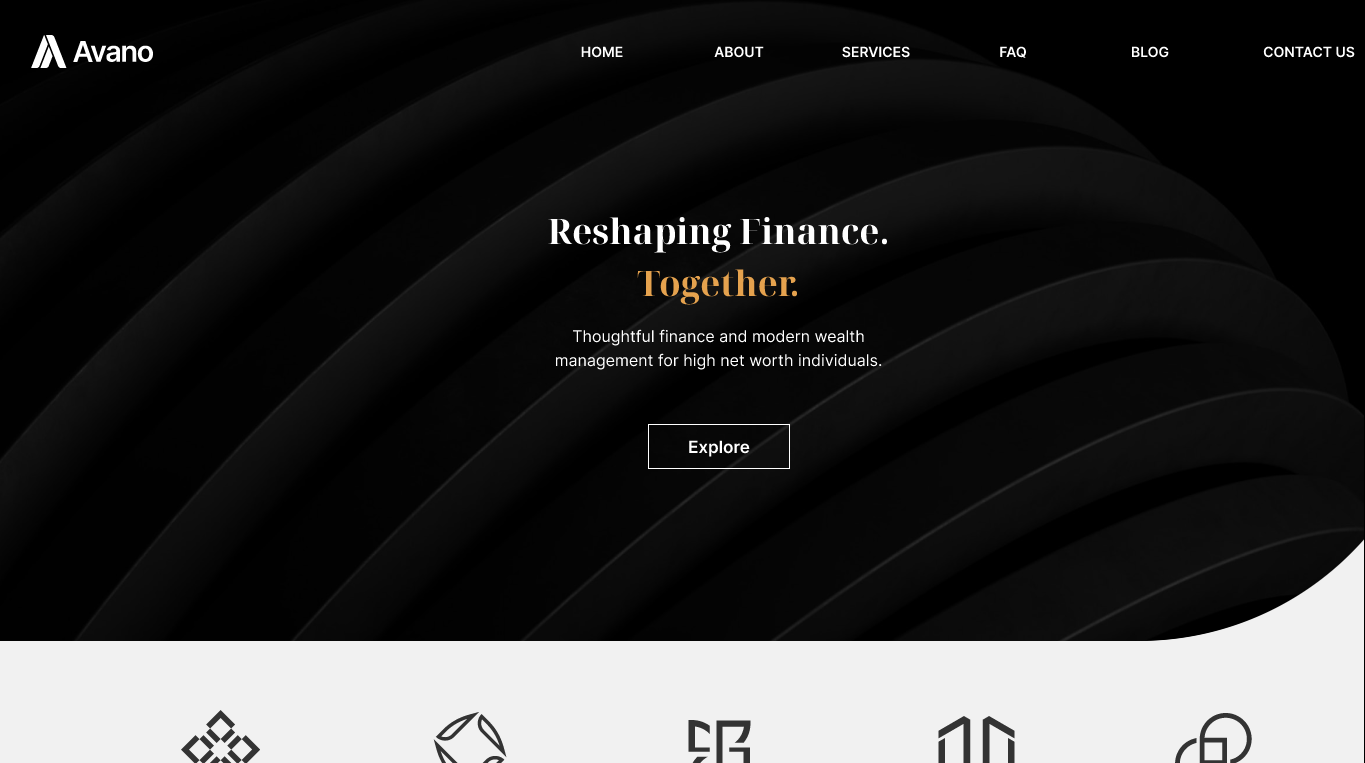 Avano
HOME
ABOUT
SERVICES
FAQ
BLOG
CONTACT US
Reshaping Finance.
Together.
Thoughtful finance and modern wealth
management for high net worth individuals.
Explore